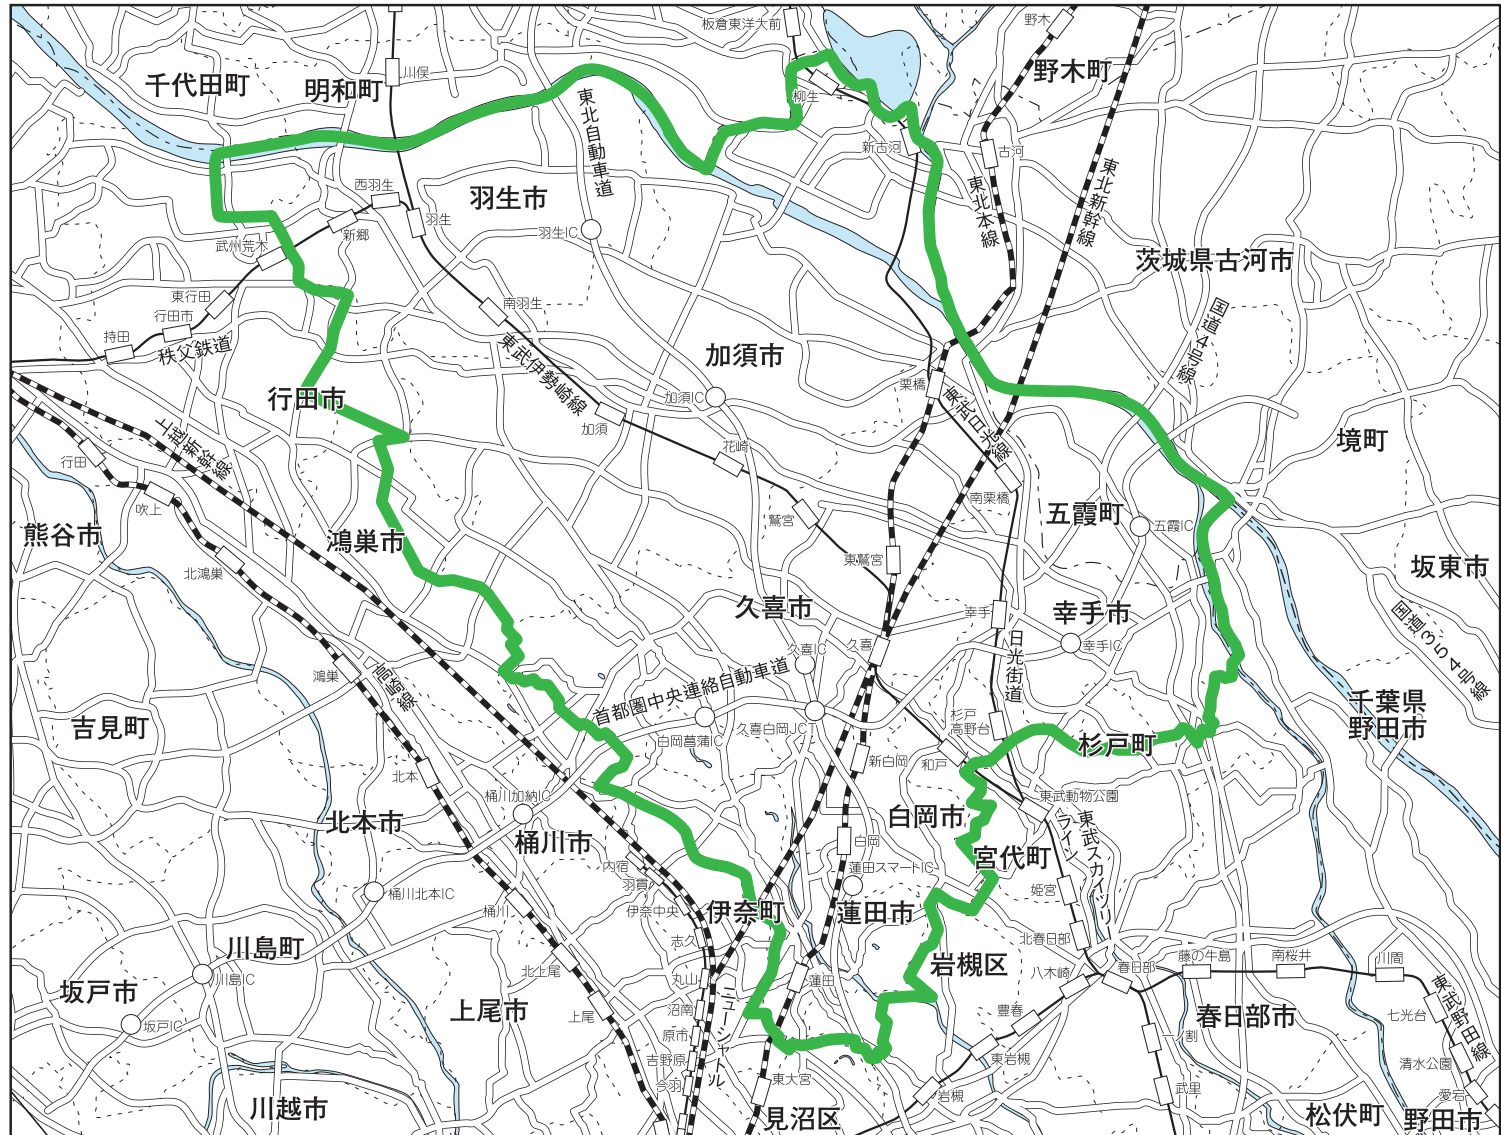 板倉東洋大前
野木
川俣
千代田町
明和町
野木町
柳生
東北自動車道
新古河
古河
東北本線
東北新幹線
西羽生
羽生市
羽生
新郷
羽生IC
武州荒木
茨城県古河市
東行田
行田市
持田
秩父鉄道
南羽生
東武伊勢崎線
国道4号線
加須市
栗橋
東武日光線
行田市
加須IC
加須
上越新幹線
花崎
境町
行田
吹上
南栗橋
鷲宮
五霞町
五霞IC
熊谷市
鴻巣市
北鴻巣
東鷲宮
坂東市
久喜市
幸手
幸手市
幸手IC
日光街道
国道354号線
久喜IC
久喜
鴻巣
高崎線
首都圏中央連絡自動車道
千葉県
野田市
吉見町
白岡菖蒲IC
久喜白岡JCT
杉戸
高野台
杉戸町
新白岡
和戸
北本
桶川加納IC
東武動物公園
北本市
桶川市
白岡市
東武スカイツリーライン
白岡
宮代町
内宿
羽貫
蓮田スマートIC
桶川北本IC
姫宮
桶川
伊奈中央
伊奈町
蓮田市
川島町
志久
北春日部
川島IC
北上尾
丸山
蓮田
岩槻区
八木崎
春日部
藤の牛島
南桜井
川間
坂戸市
坂戸IC
上尾市
上尾
沼南
ニューシャトル
豊春
春日部市
七光台
東武野田線
原市
一ノ割
吉野原
東岩槻
清水公園
今羽
東大宮
岩槻
武里
愛宕
川越市
見沼区
松伏町
野田市